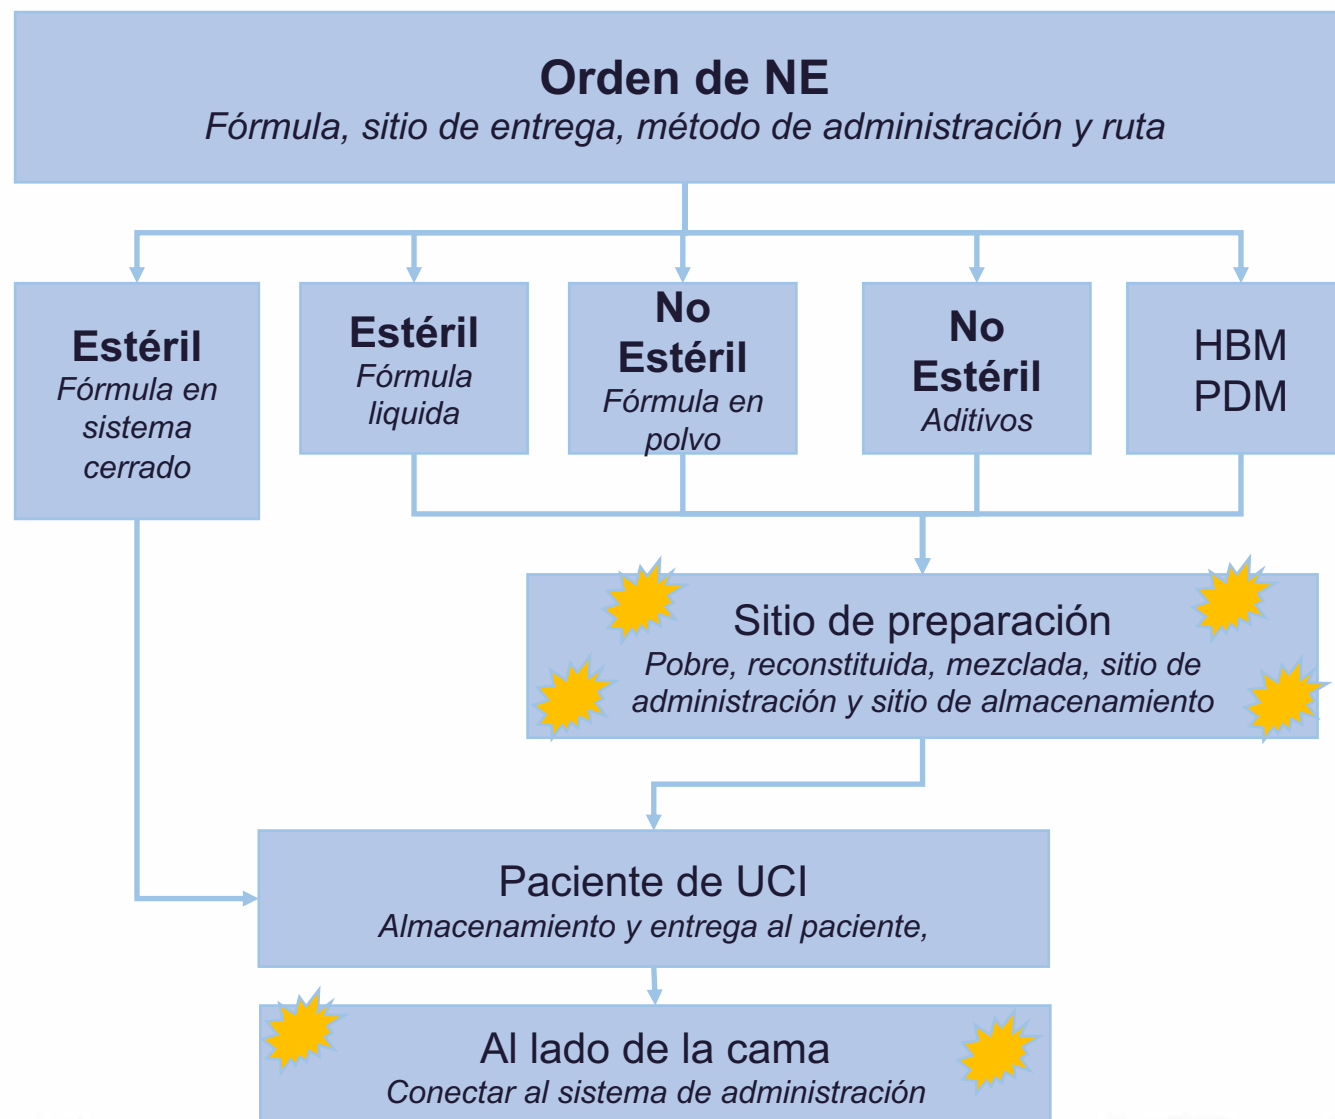 Orden de NE
Fórmula, sitio de entrega, método de administración y ruta
Estéril
Fórmula en
sistema
cerrado
Estéril
Fórmula
liquida
No
Estéril
Fórmula en
polvo
No
Estéril
Aditivos
HBM
PDM
Sitio de preparación
Pobre, reconstituida, mezclada, sitio de
administración y sitio de almacenamiento
Paciente de UCI
Almacenamiento y entrega al paciente,
Al lado de la cama
Conectar al sistema de administración